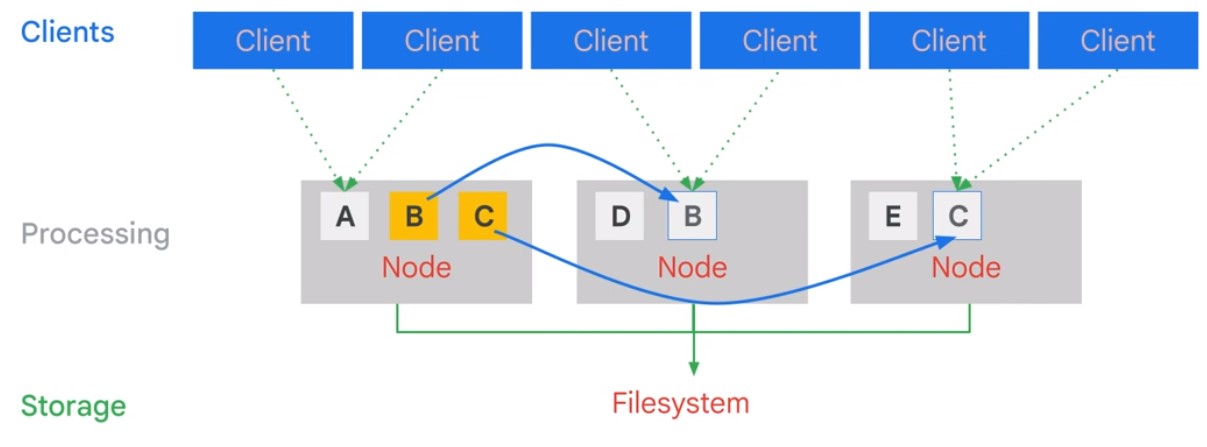 Clients
Client Client Client Client Client Client
A B C D B E C
Processing
Node Node Node
Storage
Filesystem